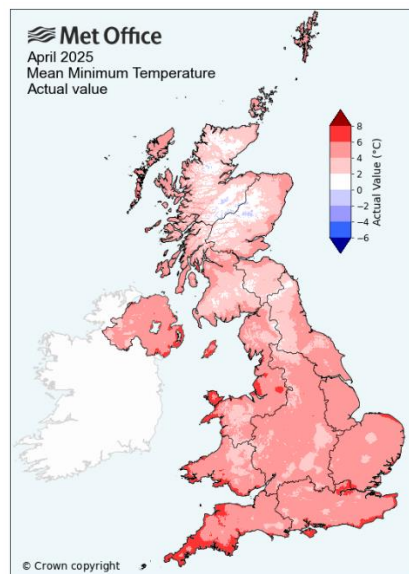 Met Office
April 2025
Mean Minimum Temperature
Actual value
8
6
4
2
0
−2
−4
−6
Actual Value (°C)
© Crown copyright